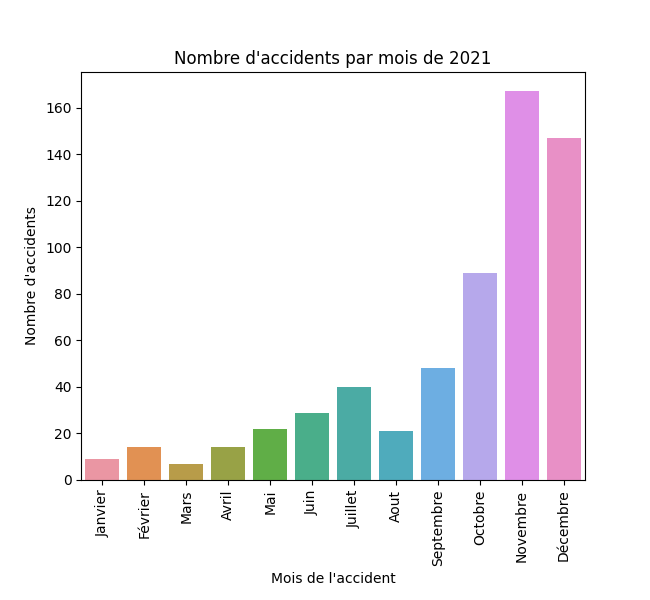 Nombre d'accidents par mois de 2021
Nombre d'accidents
160
140
120
100
80
60
40
20
0
Janvier
Février
Mars
Avril
Mai
Juin
Juillet
Aout
Septembre
Octobre
Novembre
Décembre
Mois de l'accident